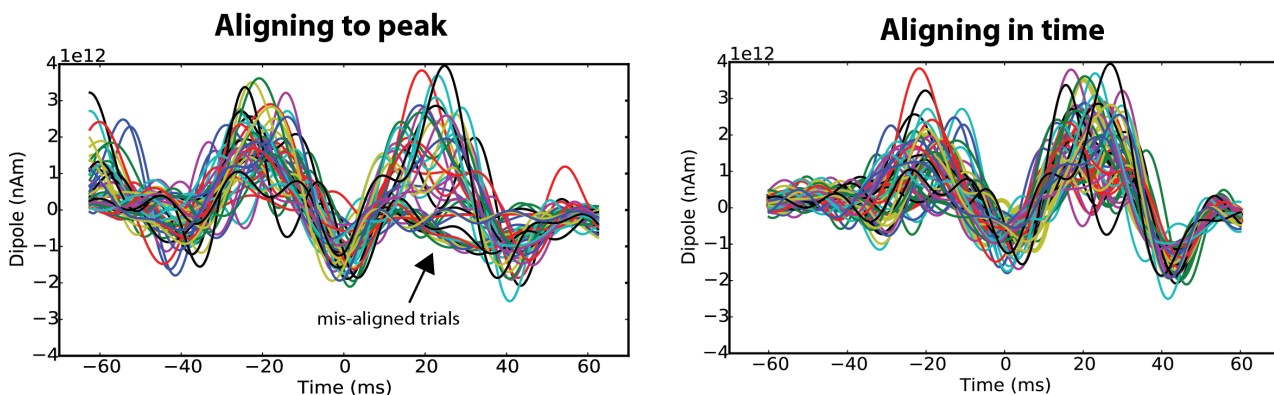 Aligning to peak
1e12
4
3
2
1
0
−1
−2
−3
−4
Dipole (nAm)
mis-aligned trials
−60 −40 −20 0 20 40 60
Time (ms)
Aligning in time
1e12
4
3
2
1
0
−1
−2
−3
−4
Dipole (nAm)
−60 −40 −20 0 20 40 60
Time (ms)